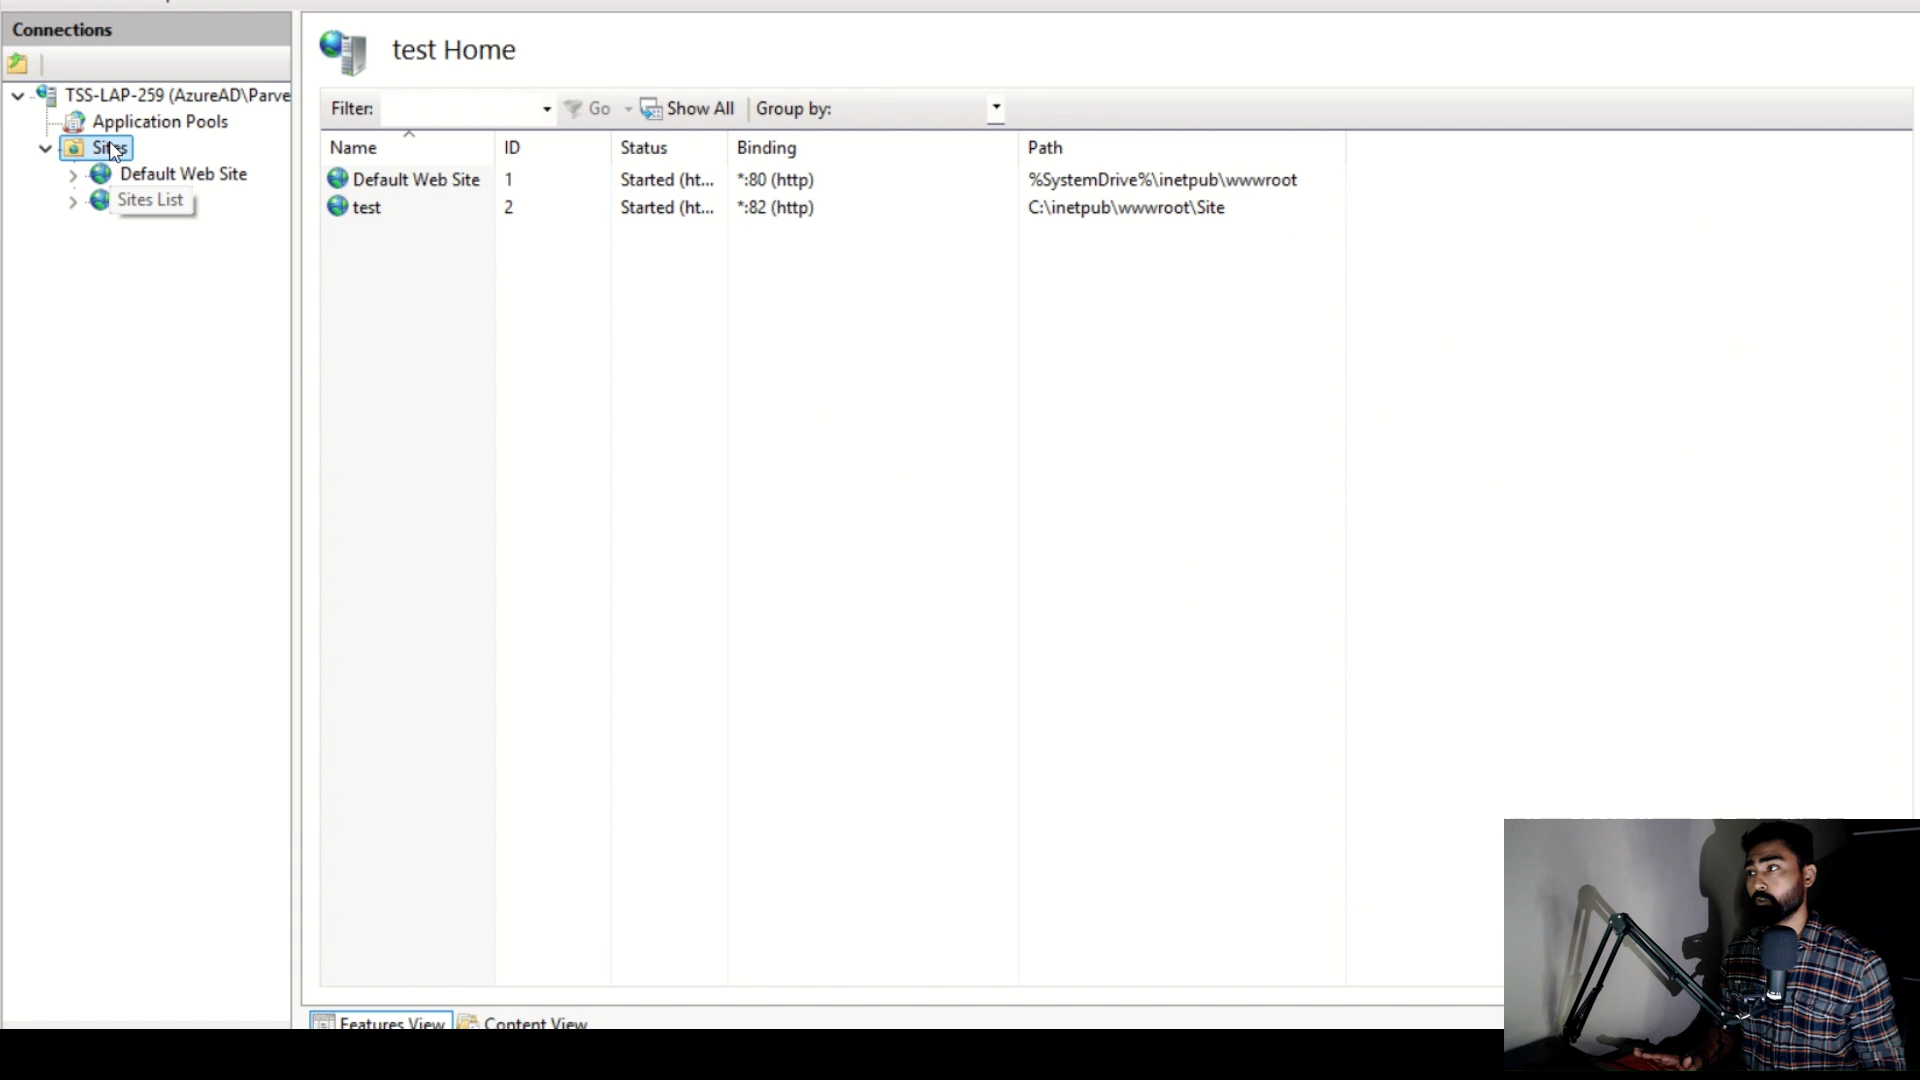 Connections
test Home
TSS-LAP-259 (AzureAD\Parve
Application Pools
Sites
Default Web Site
Sites List
Filter: Go Show All Group by:
Name ID Status Binding Path
Default Web Site 1 Started (ht... *:80 (http) %SystemDrive%\inetpub\wwwroot
test 2 Started (ht... *:82 (http) C:\inetpub\wwwroot\Site
Features View Content View